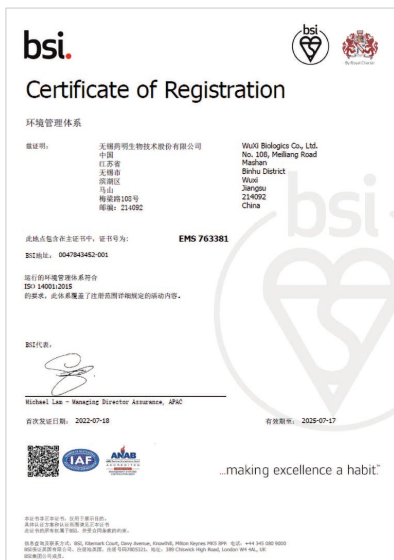 bsi.
By Royal Charter
Certificate of Registration
环境管理体系
兹证明:
无锡药明生物技术股份有限公司
中国
江苏省
无锡市
滨湖区
马山
梅梁路108号
邮编: 214092
WuXi Biologics Co., Ltd.
No. 108, Meiliang Road
Mashan
Binhu District
Wuxi
Jiangsu
214092
China
此地点包含在主证书中, 证书号为: EMS 763381
BSI地址: 0047843452-001
运行的环境管理体系符合
ISO 14001:2015
的要求, 此体系覆盖了注册范围详细规定的活动内容。
BSI代表:
Michael Lam - Managing Director Assurance, APAC
首次发证日期: 2022-07-18
有效期至: 2025-07-17
IAF
ANAB
ACCREDITED
...making excellence a habit.™
bsi